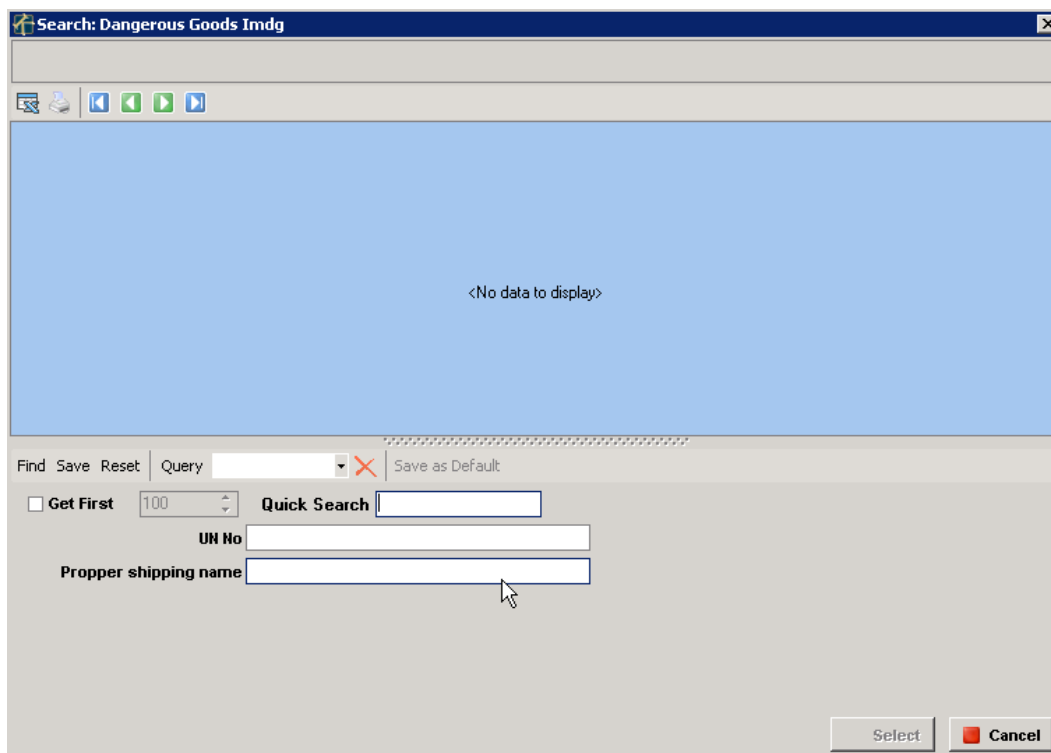 Search: Dangerous Goods Imdg
<No data to display>
Find Save Reset Query Save as Default
Get First 100 Quick Search
UN No
Propper shipping name
Select Cancel